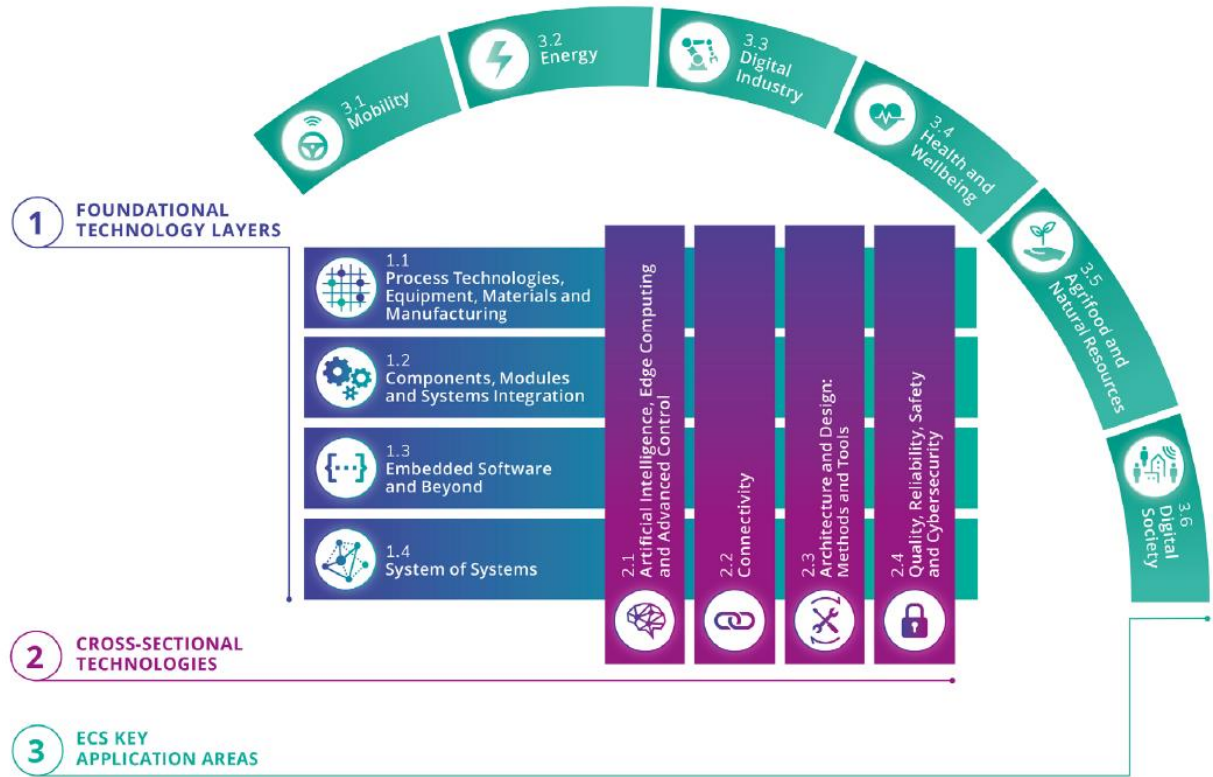 3.1
Mobility
3.2
Energy
3.3
Digital
Industry
3.4
Health and
Wellbeing
3.5
Agrifood and
Natural Resources
3.6
Digital
Society
1
FOUNDATIONAL
TECHNOLOGY LAYERS
1.1
Process Technologies,
Equipment, Materials and
Manufacturing
1.2
Components, Modules
and Systems Integration
1.3
Embedded Software
and Beyond
1.4
System of Systems
2.1
Artificial Intelligence, Edge Computing
and Advanced Control
2.2
Connectivity
2.3
Architecture and Design:
Methods and Tools
2.4
Quality, Reliability, Safety
and Cybersecurity
2
CROSS-SECTIONAL
TECHNOLOGIES
3
ECS KEY
APPLICATION AREAS